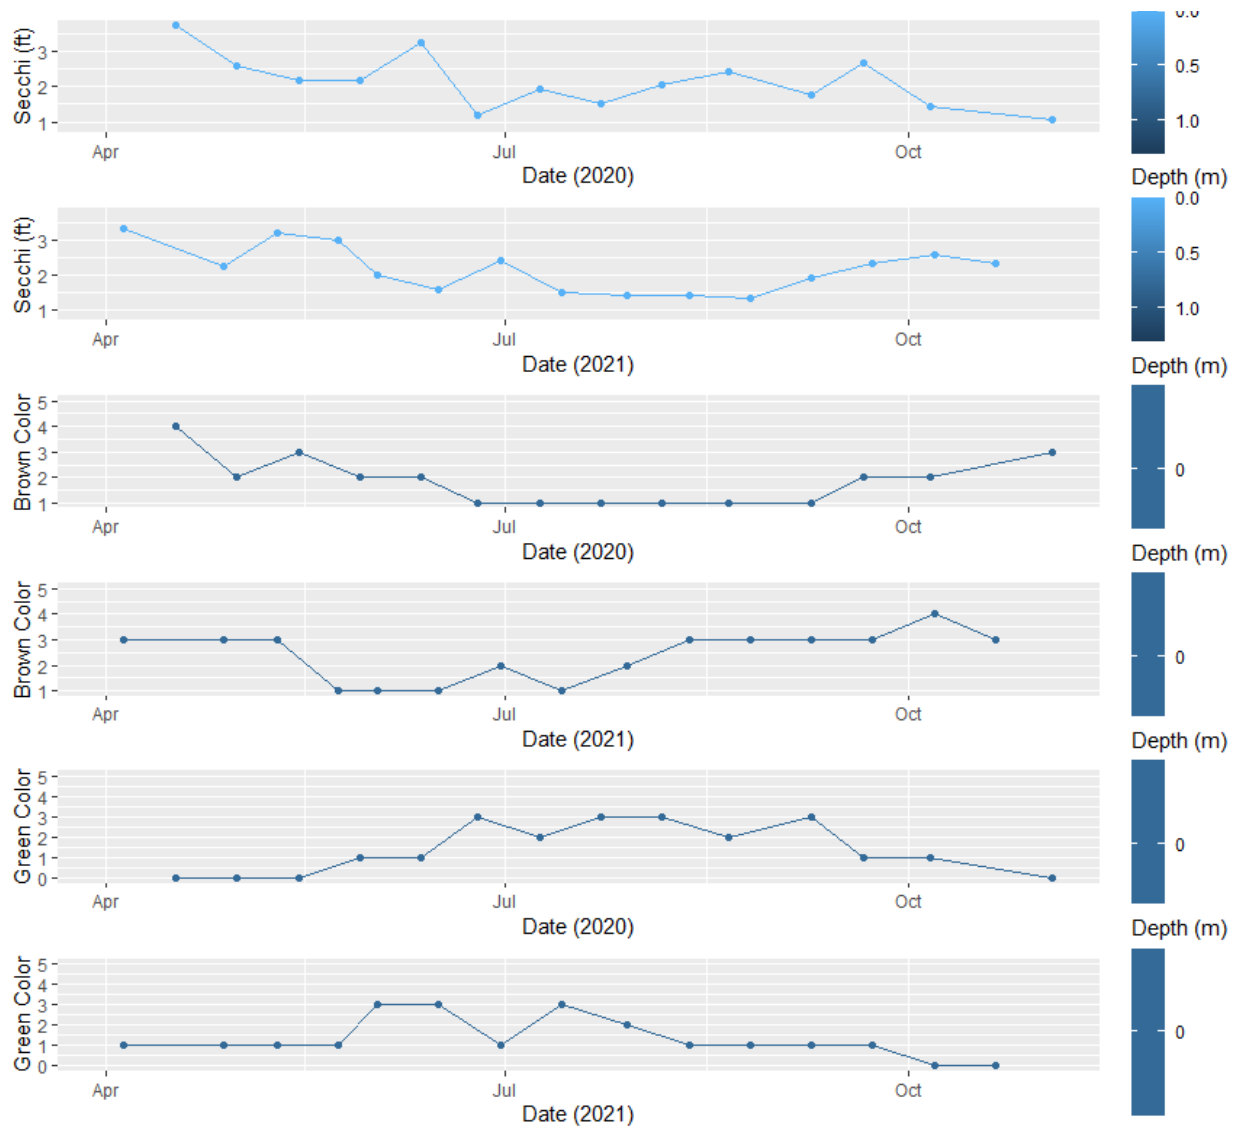 Secchi (ft)
3
2
1
Apr Jul Oct
Date (2020)
0.0
0.5
1.0
Depth (m)
Secchi (ft)
3
2
1
Apr Jul Oct
Date (2021)
0.0
0.5
1.0
Depth (m)
Brown Color
5
4
3
2
1
Apr Jul Oct
Date (2020)
0
Depth (m)
Brown Color
5
4
3
2
1
Apr Jul Oct
Date (2021)
0
Depth (m)
Green Color
5
4
3
2
1
0
Apr Jul Oct
Date (2020)
0
Depth (m)
Green Color
5
4
3
2
1
0
Apr Jul Oct
Date (2021)
0